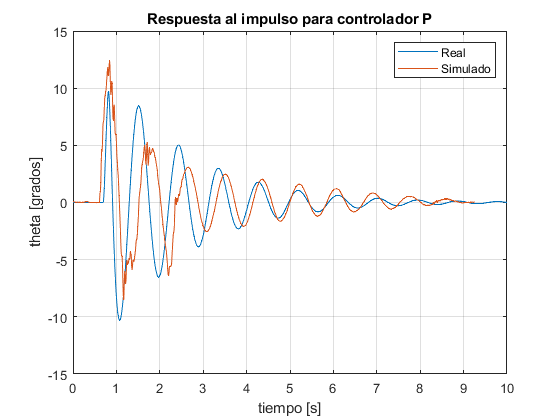 Respuesta al impulso para controlador P
Real
Simulado
15
10
5
0
-5
-10
-15
theta [grados]
0 1 2 3 4 5 6 7 8 9 10
tiempo [s]